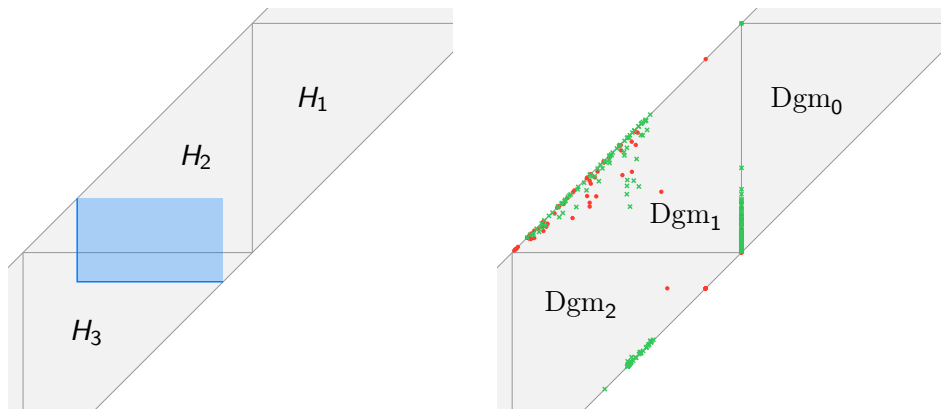 H₁
H₂
H₃
Dgm₀
Dgm₁
Dgm₂